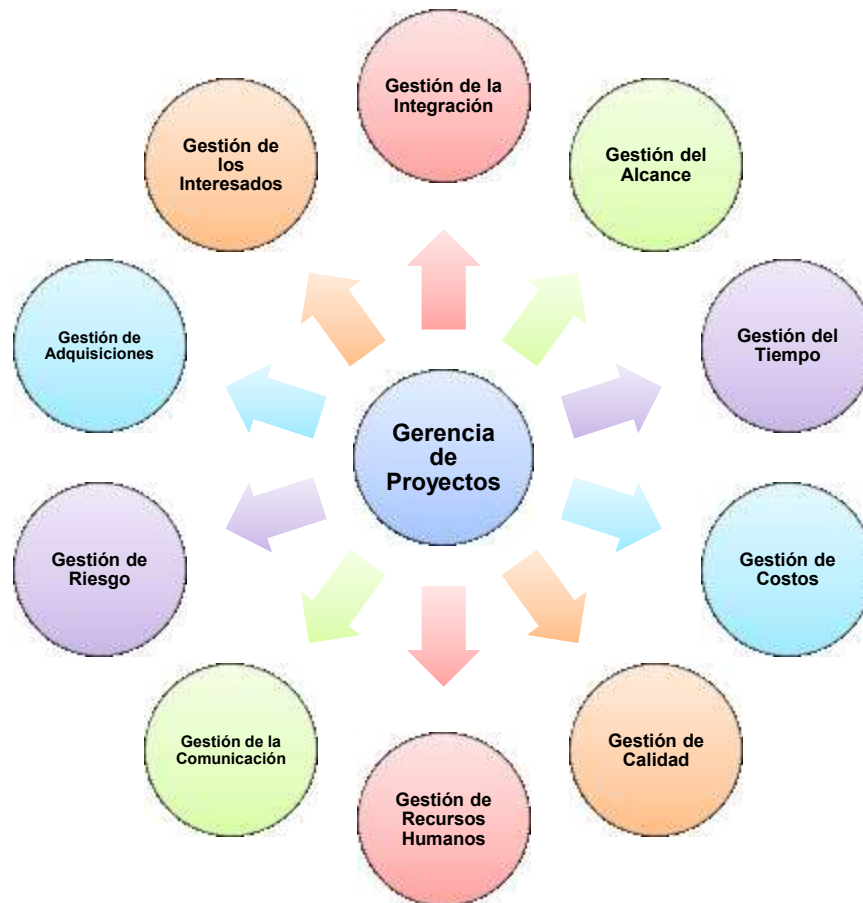 Gestión de la
Integración
Gestión del
Alcance
Gestión del
Tiempo
Gestión de
Costos
Gestión de
Calidad
Gestión de
Recursos
Humanos
Gestión de la
Comunicación
Gestión de
Riesgo
Gestión de
Adquisiciones
Gestión de
los
Interesados
Gerencia
de
Proyectos